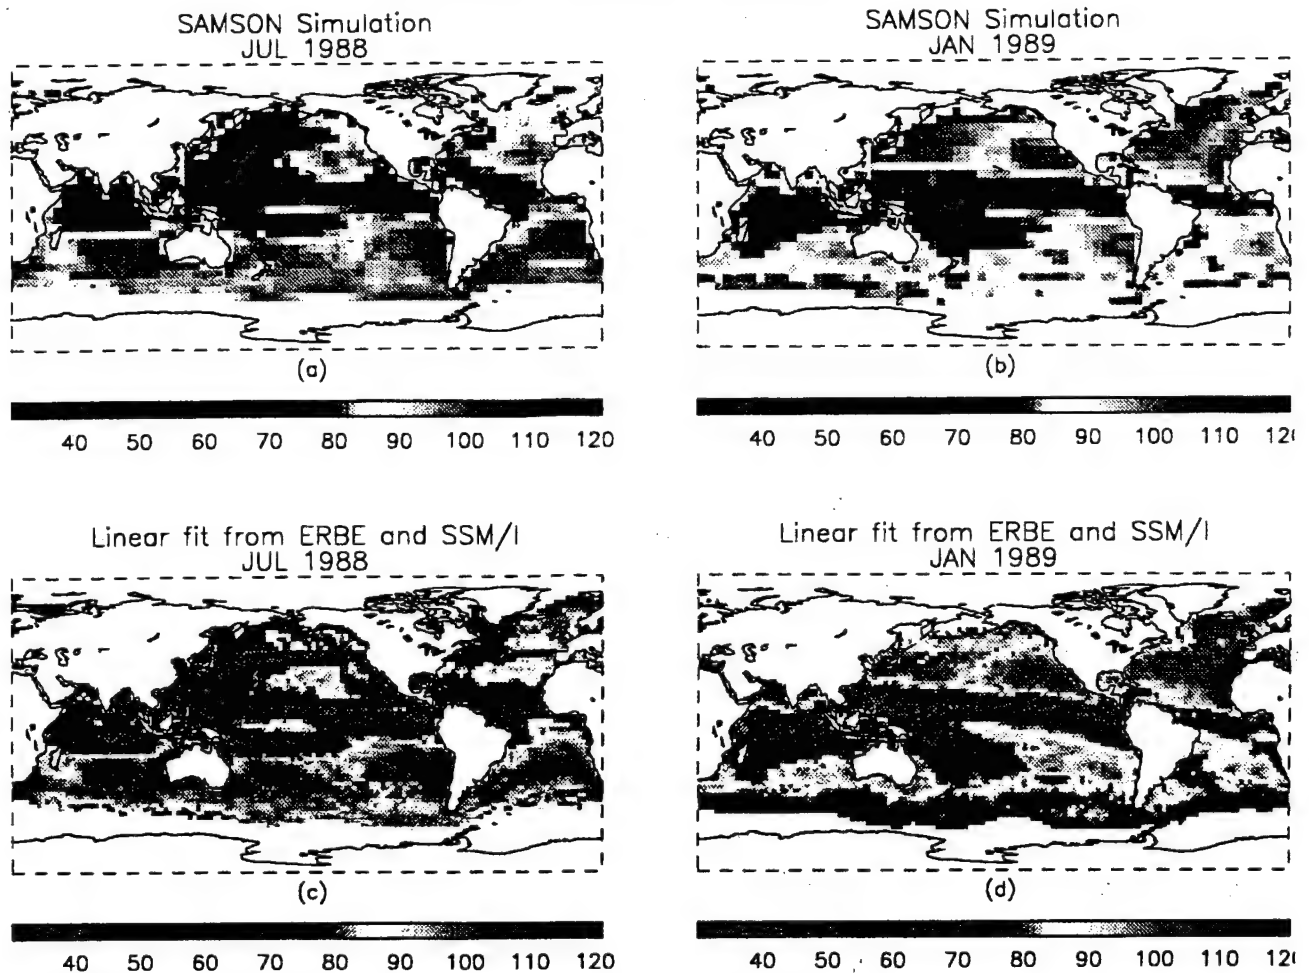 SAMSON Simulation
JUL 1988
(a)
40 50 60 70 80 90 100 110 120
SAMSON Simulation
JAN 1989
(b)
40 50 60 70 80 90 100 110 12
Linear fit from ERBE and SSM/I
JUL 1988
(c)
40 50 60 70 80 90 100 110 120
Linear fit from ERBE and SSM/I
JAN 1989
(d)
40 50 60 70 80 90 100 110 12